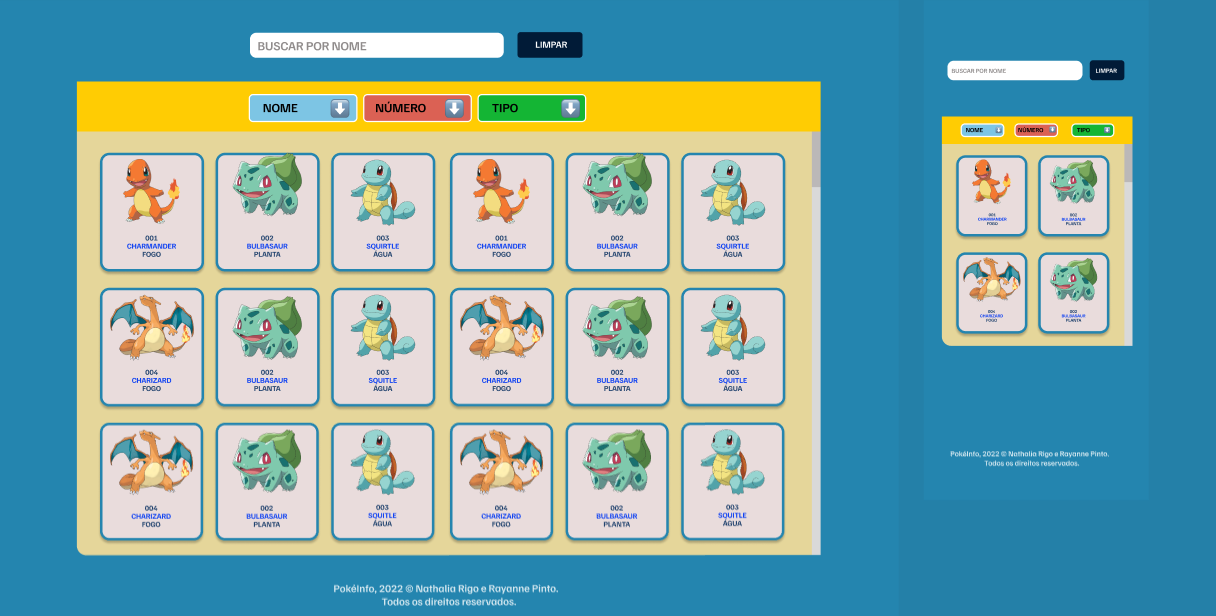 BUSCAR POR NOME
LIMPAR
NOME
NÚMERO
TIPO
001
CHARMANDER
FOGO
002
BULBASAUR
PLANTA
003
SQUIRTLE
ÁGUA
001
CHARMANDER
FOGO
002
BULBASAUR
PLANTA
003
SQUIRTLE
ÁGUA
004
CHARIZARD
FOGO
002
BULBASAUR
PLANTA
003
SQUITLE
ÁGUA
004
CHARIZARD
FOGO
002
BULBASAUR
PLANTA
003
SQUITLE
ÁGUA
004
CHARIZARD
FOGO
002
BULBASAUR
PLANTA
003
SQUITLE
ÁGUA
004
CHARIZARD
FOGO
002
BULBASAUR
PLANTA
003
SQUITLE
ÁGUA
PokéInfo, 2022 © Nathalia Rigo e Rayanne Pinto.
Todos os direitos reservados.
BUSCAR POR NOME
LIMPAR
NOME
NÚMERO
TIPO
001
CHARMANDER
FOGO
002
BULBASAUR
PLANTA
004
CHARIZARD
FOGO
002
BULBASAUR
PLANTA
PokéInfo, 2022 © Nathalia Rigo e Rayanne Pinto.
Todos os direitos reservados.